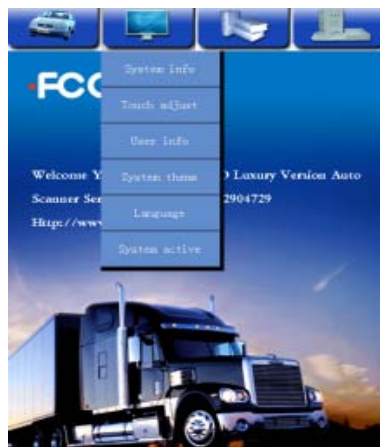 System info
·FCC
Touch adjust
User info
Welcome Y
System theme
D Luxury Version Auto
Scanner Ser
2904729
Language
Http://www
System active